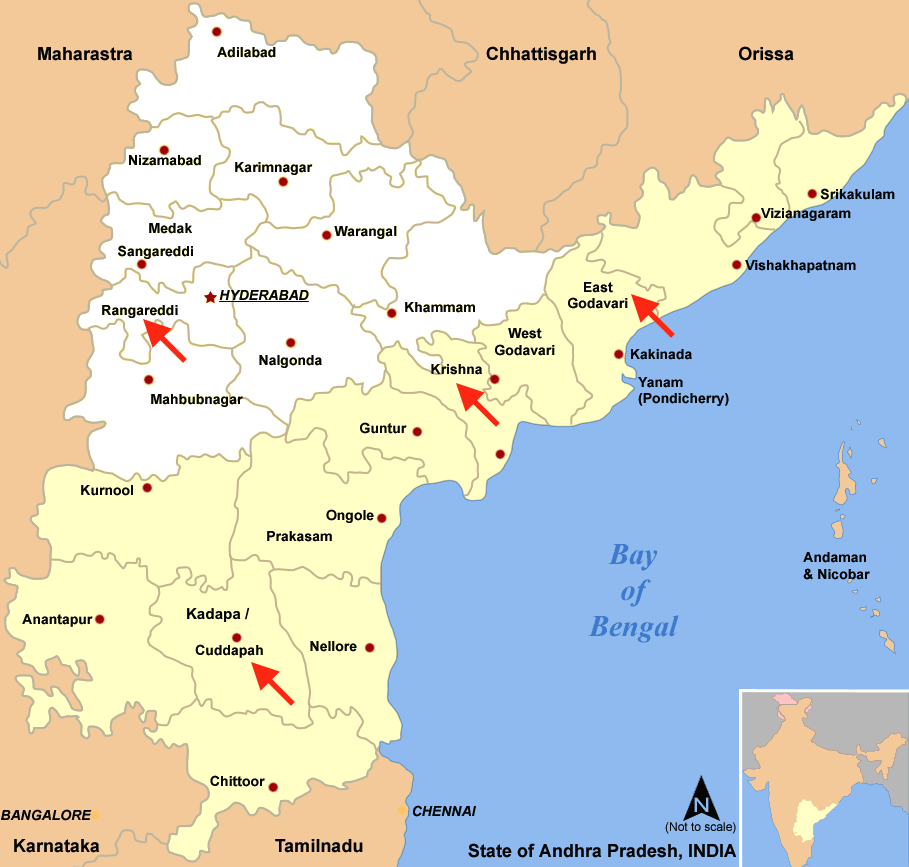 Maharastra
Chhattisgarh
Orissa
Adilabad
Nizamabad
Karimnagar
Srikakulam
Vizianagaram
Medak
Sangareddi
Warangal
Vishakhapatnam
Rangareddi
HYDERABAD
Khammam
East
Godavari
West
Godavari
Nalgonda
Krishna
Kakinada
Yanam
(Pondicherry)
Mahbubnagar
Guntur
Kurnool
Ongole
Prakasam
Bay
of
Bengal
Andaman
& Nicobar
Anantapur
Kadapa /
Cuddapah
Nellore
Chittoor
BANGALORE
CHENNAI
Karnataka
Tamilnadu
N
(Not to scale)
State of Andhra Pradesh, INDIA